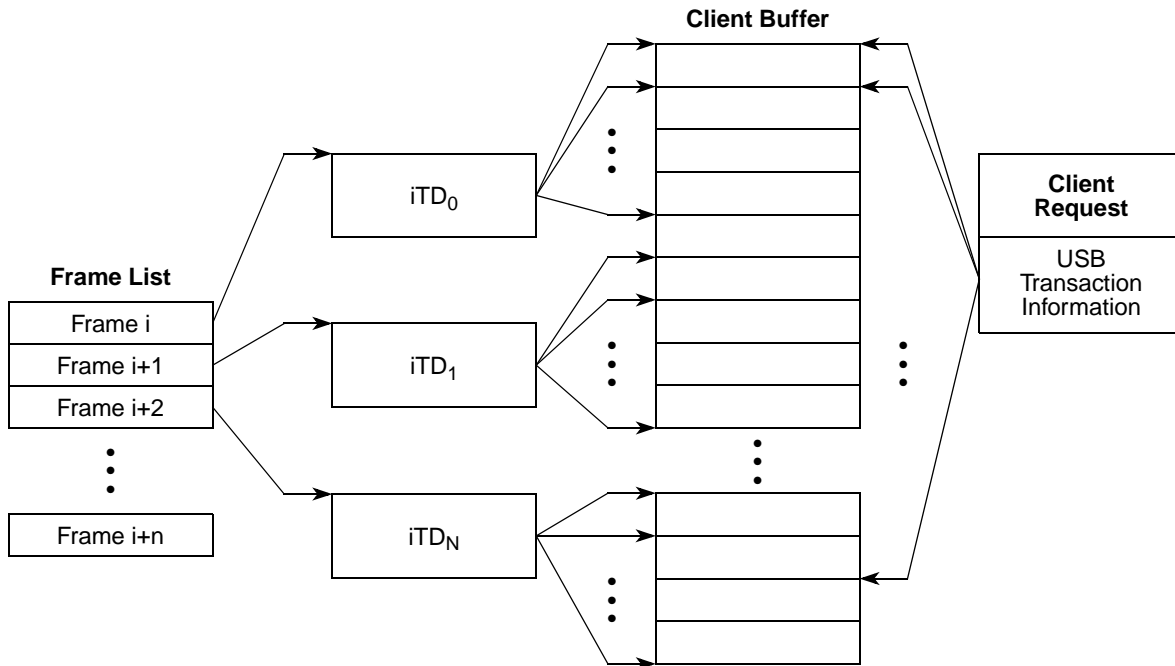 Client Buffer
iTD0
Client
Request
USB
Transaction
Information
Frame List
Frame i
Frame i+1
Frame i+2
Frame i+n
iTD1
iTDN